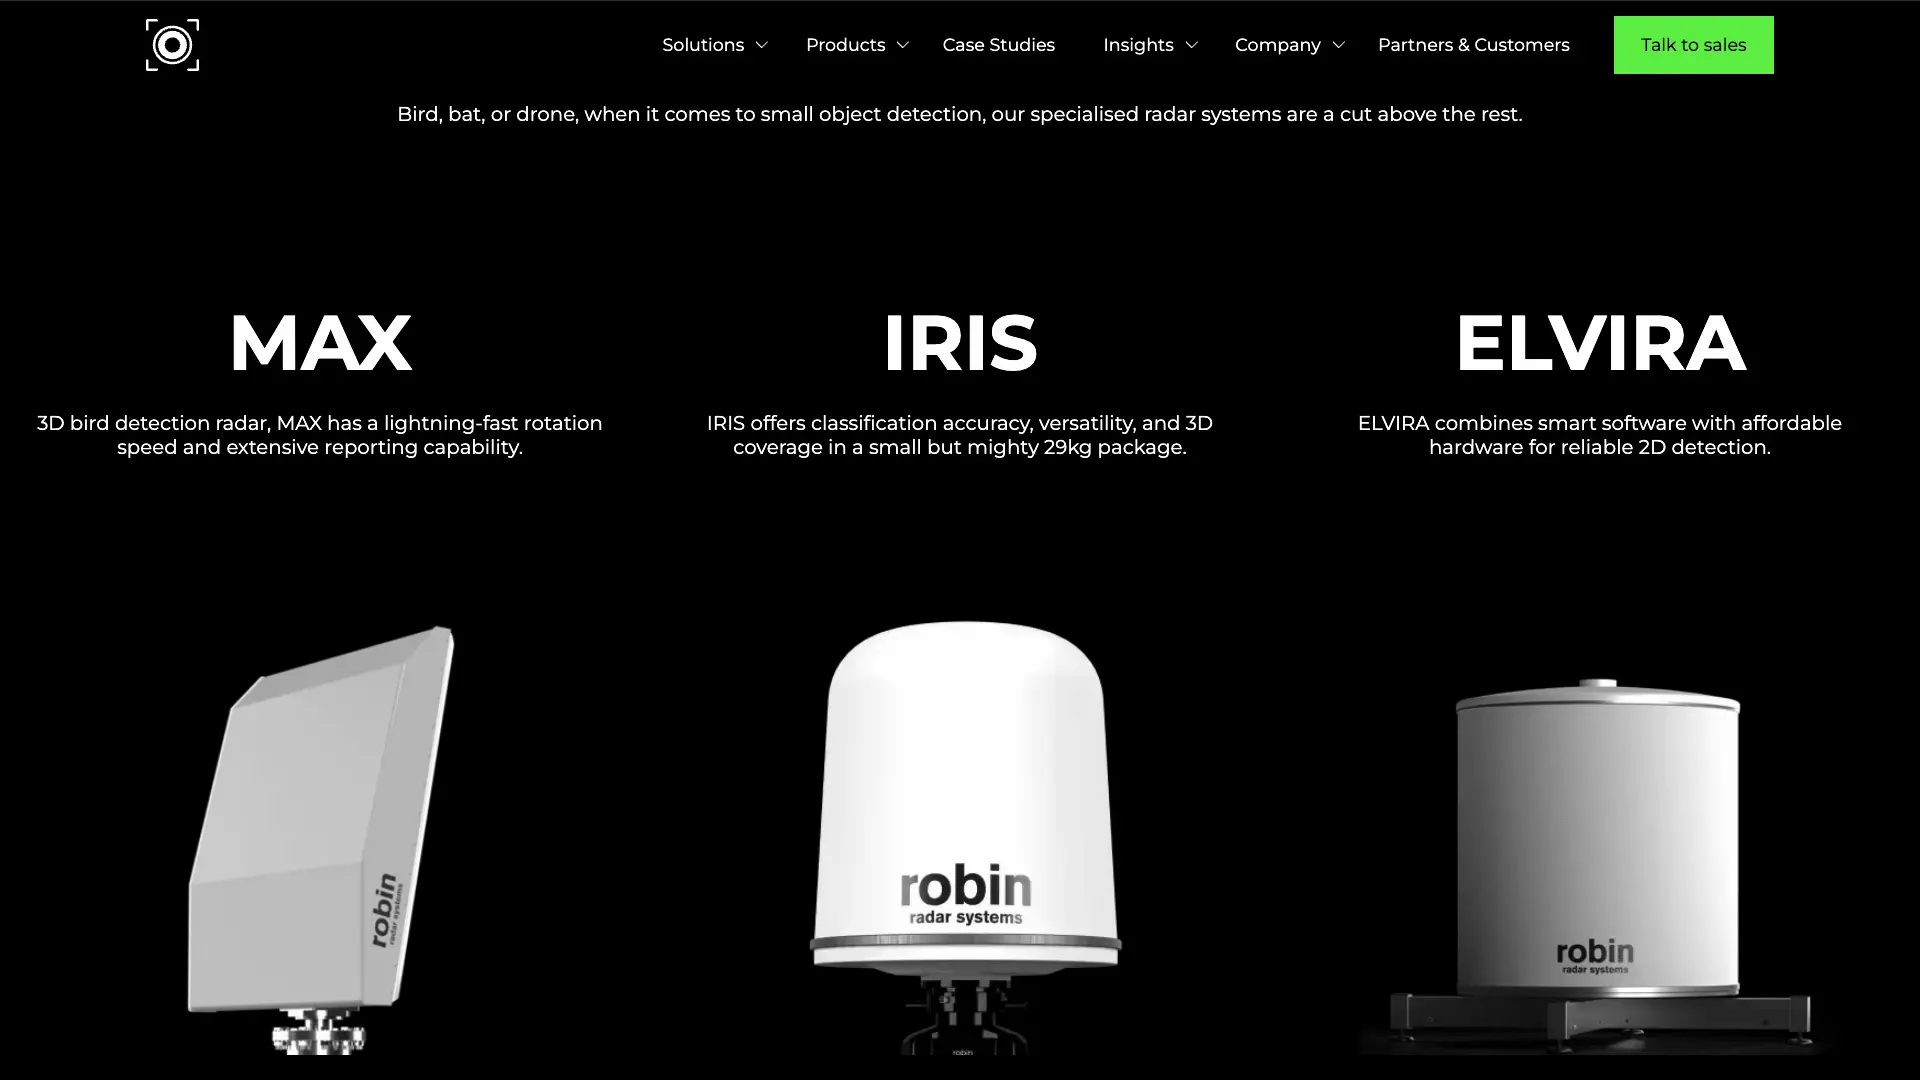 Solutions
Products
Case Studies
Insights
Company
Partners & Customers
Talk to sales
Bird, bat, or drone, when it comes to small object detection, our specialised radar systems are a cut above the rest.
MAX
3D bird detection radar, MAX has a lightning-fast rotation
speed and extensive reporting capability.
IRIS
IRIS offers classification accuracy, versatility, and 3D
coverage in a small but mighty 29kg package.
ELVIRA
ELVIRA combines smart software with affordable
hardware for reliable 2D detection.
robin
radar systems
robin
radar systems
robin
robin
radar systems